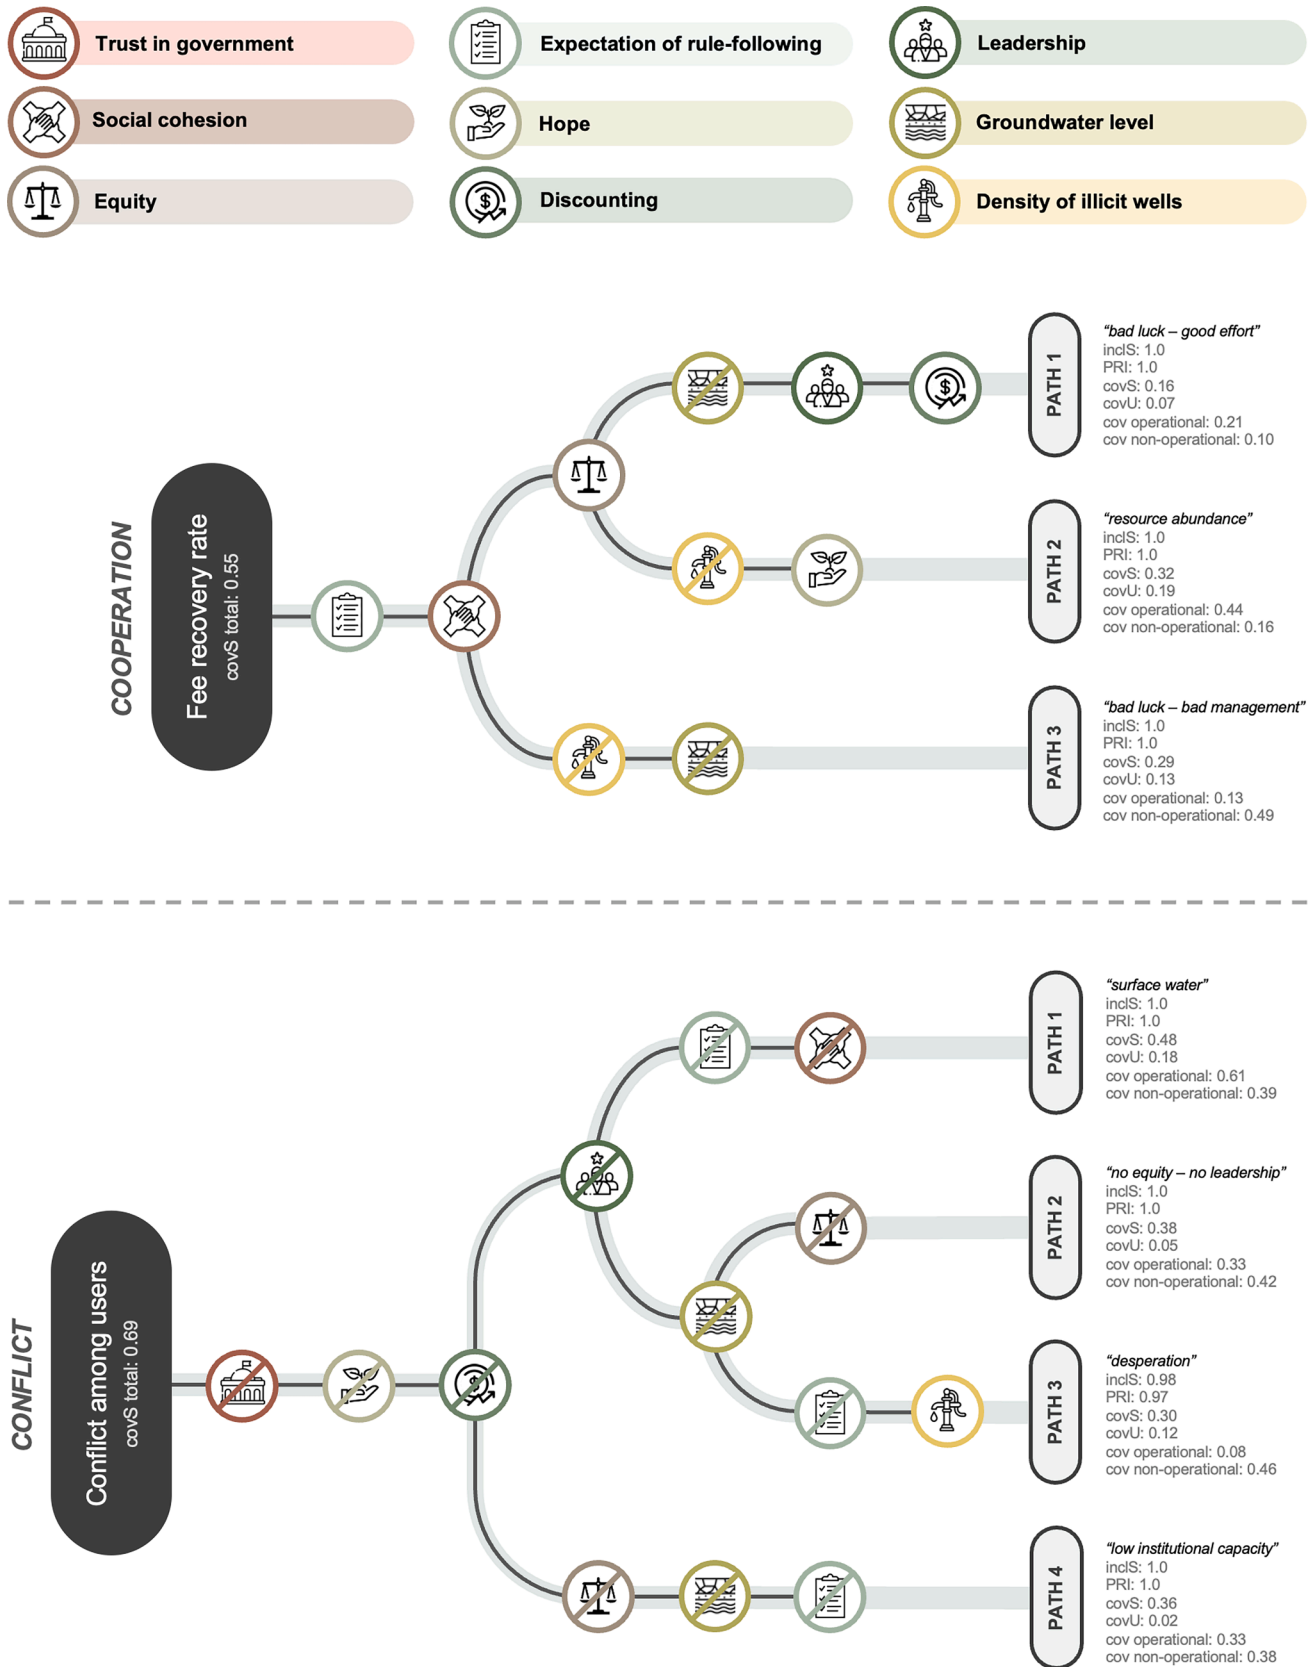 Trust in government
Expectation of rule-following
Leadership
Social cohesion
Hope
Groundwater level
Equity
Discounting
Density of illicit wells
COOPERATION
Fee recovery rate
covS total: 0.55
PATH 1
“bad luck – good effort”
inclS: 1.0
PRI: 1.0
covS: 0.16
covU: 0.07
cov operational: 0.21
cov non-operational: 0.10
PATH 2
“resource abundance”
inclS: 1.0
PRI: 1.0
covS: 0.32
covU: 0.19
cov operational: 0.44
cov non-operational: 0.16
PATH 3
“bad luck – bad management”
inclS: 1.0
PRI: 1.0
covS: 0.29
covU: 0.13
cov operational: 0.13
cov non-operational: 0.49
CONFLICT
Conflict among users
covS total: 0.69
PATH 1
“surface water”
inclS: 1.0
PRI: 1.0
covS: 0.48
covU: 0.18
cov operational: 0.61
cov non-operational: 0.39
PATH 2
“no equity – no leadership”
inclS: 1.0
PRI: 1.0
covS: 0.38
covU: 0.05
cov operational: 0.33
cov non-operational: 0.42
PATH 3
“desperation”
inclS: 0.98
PRI: 0.97
covS: 0.30
covU: 0.12
cov operational: 0.08
cov non-operational: 0.46
PATH 4
“low institutional capacity”
inclS: 1.0
PRI: 1.0
covS: 0.36
covU: 0.02
cov operational: 0.33
cov non-operational: 0.38